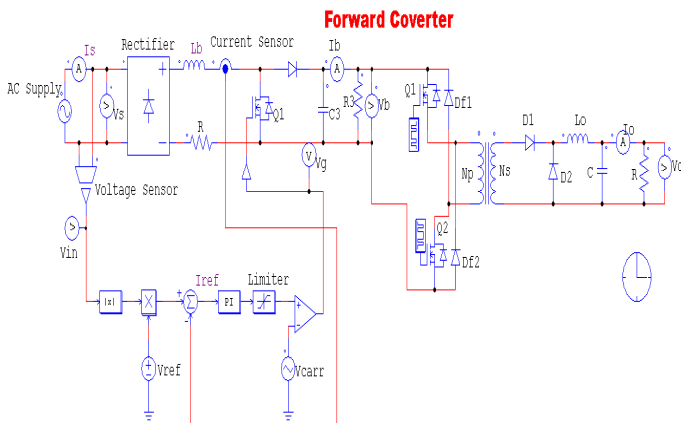 Forward Coverter
Is
Rectifier
Lb
Current Sensor
Ib
A
A
AC Supply
V
Vs
R
Q1
C3
R3
V
Vb
Q1
Df1
V
Vg
Np
Ns
D1
D2
Lo
C
Io
A
R
V
Voltage Sensor
V
Vin
Q2
Df2
|x|
X
Σ
Iref
PI
Limiter
Vref
Vcarr